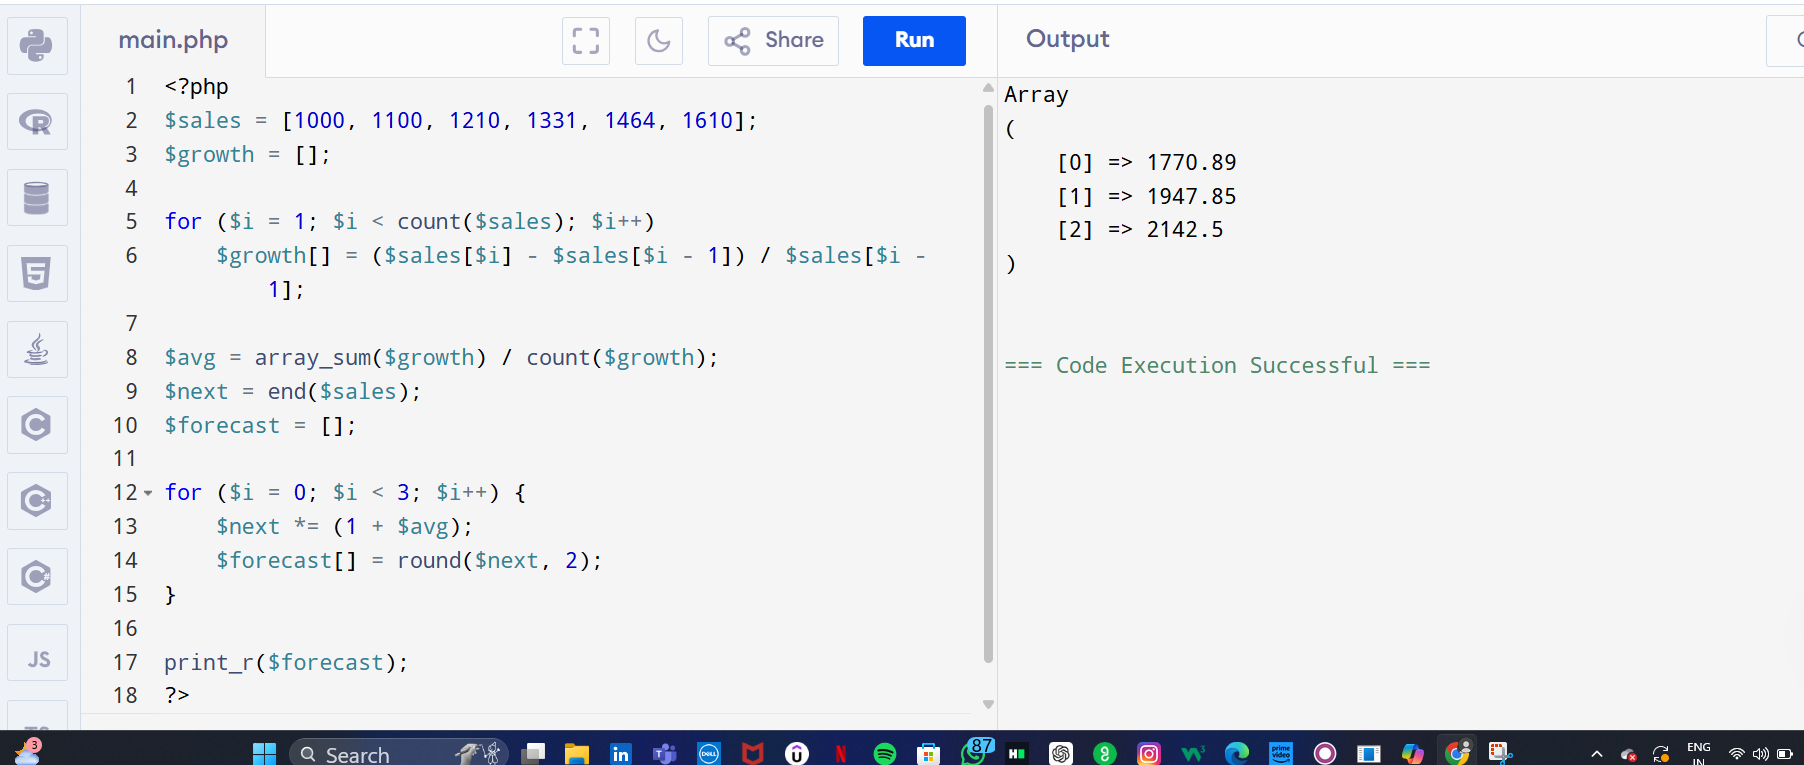 main.php
Share
Run
Output
1 <?php
2 $sales = [1000, 1100, 1210, 1331, 1464, 1610];
3 $growth = [];
4
5 for ($i = 1; $i < count($sales); $i++)
6     $growth[] = ($sales[$i] - $sales[$i - 1]) / $sales[$i -
1];
7
8 $avg = array_sum($growth) / count($growth);
9 $next = end($sales);
10 $forecast = [];
11
12 for ($i = 0; $i < 3; $i++) {
13     $next *= (1 + $avg);
14     $forecast[] = round($next, 2);
15 }
16
17 print_r($forecast);
18 ?>
Array
(
    [0] => 1770.89
    [1] => 1947.85
    [2] => 2142.5
)
=== Code Execution Successful ===
JS
3
Search
87
ENG
IN